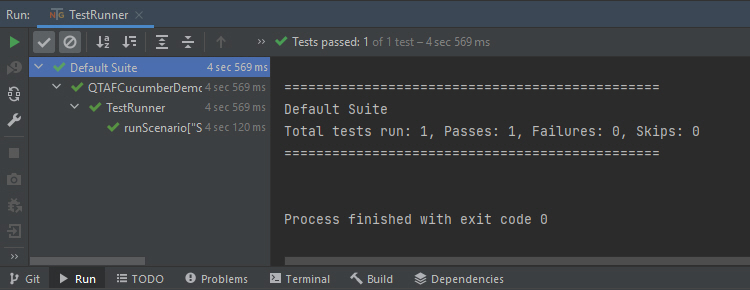 Run: NG TestRunner ×
» Tests passed: 1 of 1 test – 4 sec 569 ms
Default Suite 4 sec 569 ms
QTAFCucumberDemo 4 sec 569 ms
TestRunner 4 sec 569 ms
runScenario["S 4 sec 120 ms
===============================================
Default Suite
Total tests run: 1, Passes: 1, Failures: 0, Skips: 0
===============================================
Process finished with exit code 0
»
Git Run TODO Problems Terminal Build Dependencies